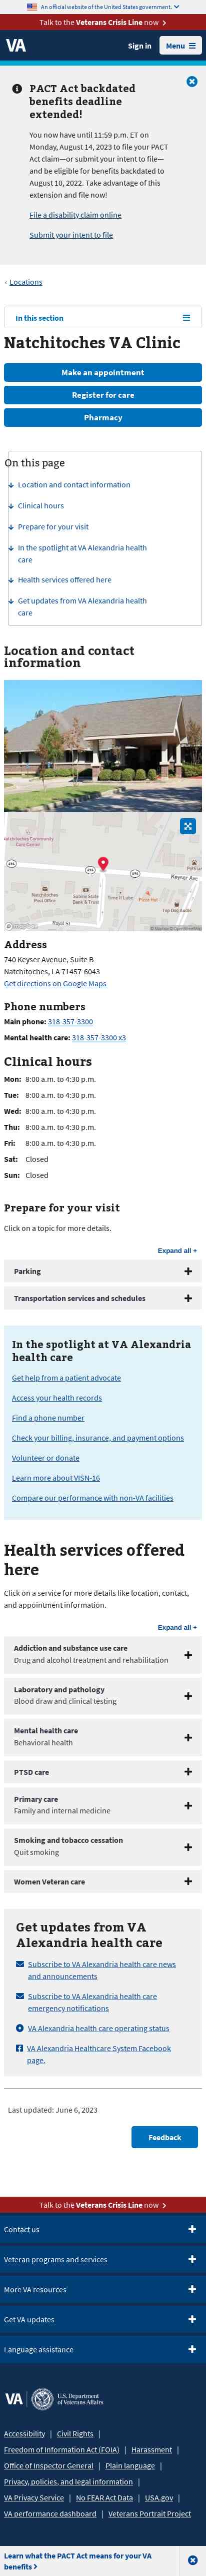 An official website of the United States government.
Talk to the Veterans Crisis Line now
VA
Sign in
Menu
PACT Act backdated
benefits deadline
extended!
You now have until 11:59 p.m. ET on
Monday, August 14, 2023 to file your PACT
Act claim—or submit your intent to file—
and be eligible for benefits backdated to
August 10, 2022. Take advantage of this
extension and file now!
File a disability claim online
Submit your intent to file
Locations
In this section
Natchitoches VA Clinic
Make an appointment
Register for care
Pharmacy
On this page
Location and contact information
Clinical hours
Prepare for your visit
In the spotlight at VA Alexandria health
care
Health services offered here
Get updates from VA Alexandria health
care
Location and contact
information
Natchitoches Community
Care Center
Keyser Ave
Natchitoches
Post Office
Sabine State
Bank & Trust
Pizza Hut
Top Dawg Audio
Royal St
Address
740 Keyser Avenue, Suite B
Natchitoches, LA 71457-6043
Get directions on Google Maps
Phone numbers
Main phone: 318-357-3300
Mental health care: 318-357-3300 x3
Clinical hours
Mon: 8:00 a.m. to 4:30 p.m.
Tue: 8:00 a.m. to 4:30 p.m.
Wed: 8:00 a.m. to 4:30 p.m.
Thu: 8:00 a.m. to 4:30 p.m.
Fri: 8:00 a.m. to 4:30 p.m.
Sat: Closed
Sun: Closed
Prepare for your visit
Click on a topic for more details.
Expand all +
Parking
Transportation services and schedules
In the spotlight at VA Alexandria
health care
Get help from a patient advocate
Access your health records
Find a phone number
Check your billing, insurance, and payment options
Volunteer or donate
Learn more about VISN-16
Compare our performance with non-VA facilities
Health services offered
here
Click on a service for more details like location, contact,
and appointment information.
Expand all +
Addiction and substance use care
Drug and alcohol treatment and rehabilitation
Laboratory and pathology
Blood draw and clinical testing
Mental health care
Behavioral health
PTSD care
Primary care
Family and internal medicine
Smoking and tobacco cessation
Quit smoking
Women Veteran care
Get updates from VA
Alexandria health care
Subscribe to VA Alexandria health care news
and announcements
Subscribe to VA Alexandria health care
emergency notifications
VA Alexandria health care operating status
VA Alexandria Healthcare System Facebook
page.
Last updated: June 6, 2023
Feedback
Talk to the Veterans Crisis Line now
Contact us
Veteran programs and services
More VA resources
Get VA updates
Language assistance
VA U.S. Department
of Veterans Affairs
Accessibility | Civil Rights |
Freedom of Information Act (FOIA) | Harassment |
Office of Inspector General | Plain language |
Privacy, policies, and legal information |
VA Privacy Service | No FEAR Act Data | USA.gov |
VA performance dashboard | Veterans Portrait Project
Learn what the PACT Act means for your VA
benefits